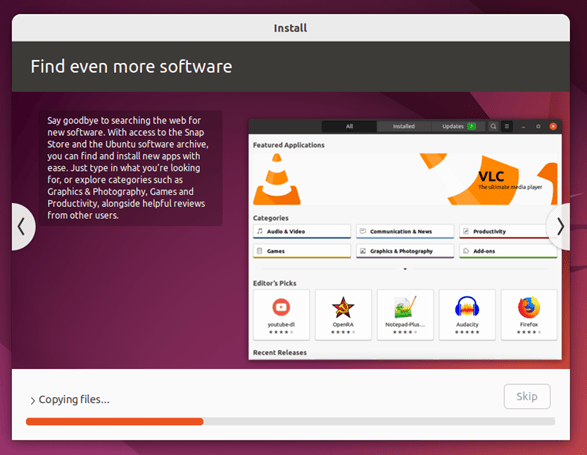 Install
Find even more software
Say goodbye to searching the web for
new software. With access to the Snap
Store and the Ubuntu software archive,
you can find and install new apps with
ease. Just type in what you're looking
for, or explore categories such as
Graphics & Photography, Games and
Productivity, alongside helpful reviews
from other users.
All Installed Updates
Featured Applications
VLC
The ultimate media player
Categories
Audio & Video Communication & News Productivity
Games Graphics & Photography Add-ons
Editor's Picks
youtube-dl OpenRA Notepad-Plus... Audacity Firefox
Recent Releases
Copying files...
Skip